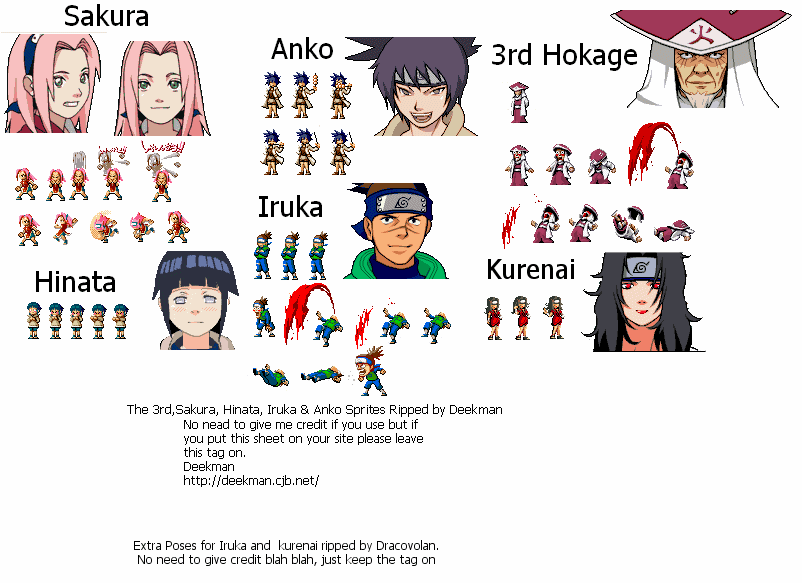 Sakura
Anko
3rd Hokage
火
Iruka
Kurenai
Hinata
The 3rd,Sakura, Hinata, Iruka & Anko Sprites Ripped by Deekman
No nead to give me credit if you use but if
you put this sheet on your site please leave
this tag on.
Deekman
http://deekman.cjb.net/
Extra Poses for Iruka and kurenai ripped by Dracovolan.
No need to give credit blah blah, just keep the tag on